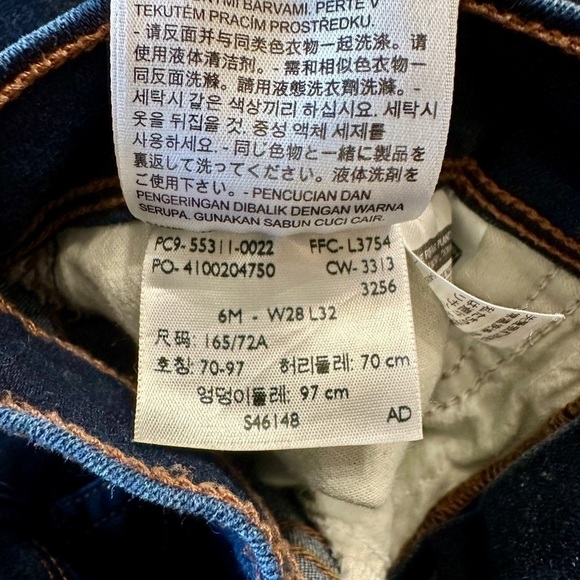 MI BARVAMI. PERTE V
TEKUTÉM PRACÍM PROSTŘEDKU.
- 请反面并与同类色衣物一起洗涤。请
使用液体清洁剂。- 需和相似色衣物一
同反面洗滌。請用液態洗衣劑洗滌。
- 세탁시 같은 색상끼리 하십시요. 세탁시
옷을 뒤집을 것. 중성 액체 세제를
사용하세요. - 同じ色物と一緒に製品を
裏返して洗ってください。液体洗剤をご
使用下さい。- PENCUCIAN DAN
PENGERINGAN DIBALIK DENGAN WARNA
SERUPA. GUNAKAN SABUN CUCI CAIR.
PC9- 55311-0022 FFC- L3754
PO- 4100204750 CW- 3313
3256
6M - W28 L32
尺码: 165/72A
호칭: 70-97 허리둘레: 70 cm
엉덩이둘레: 97 cm
S46148 AD